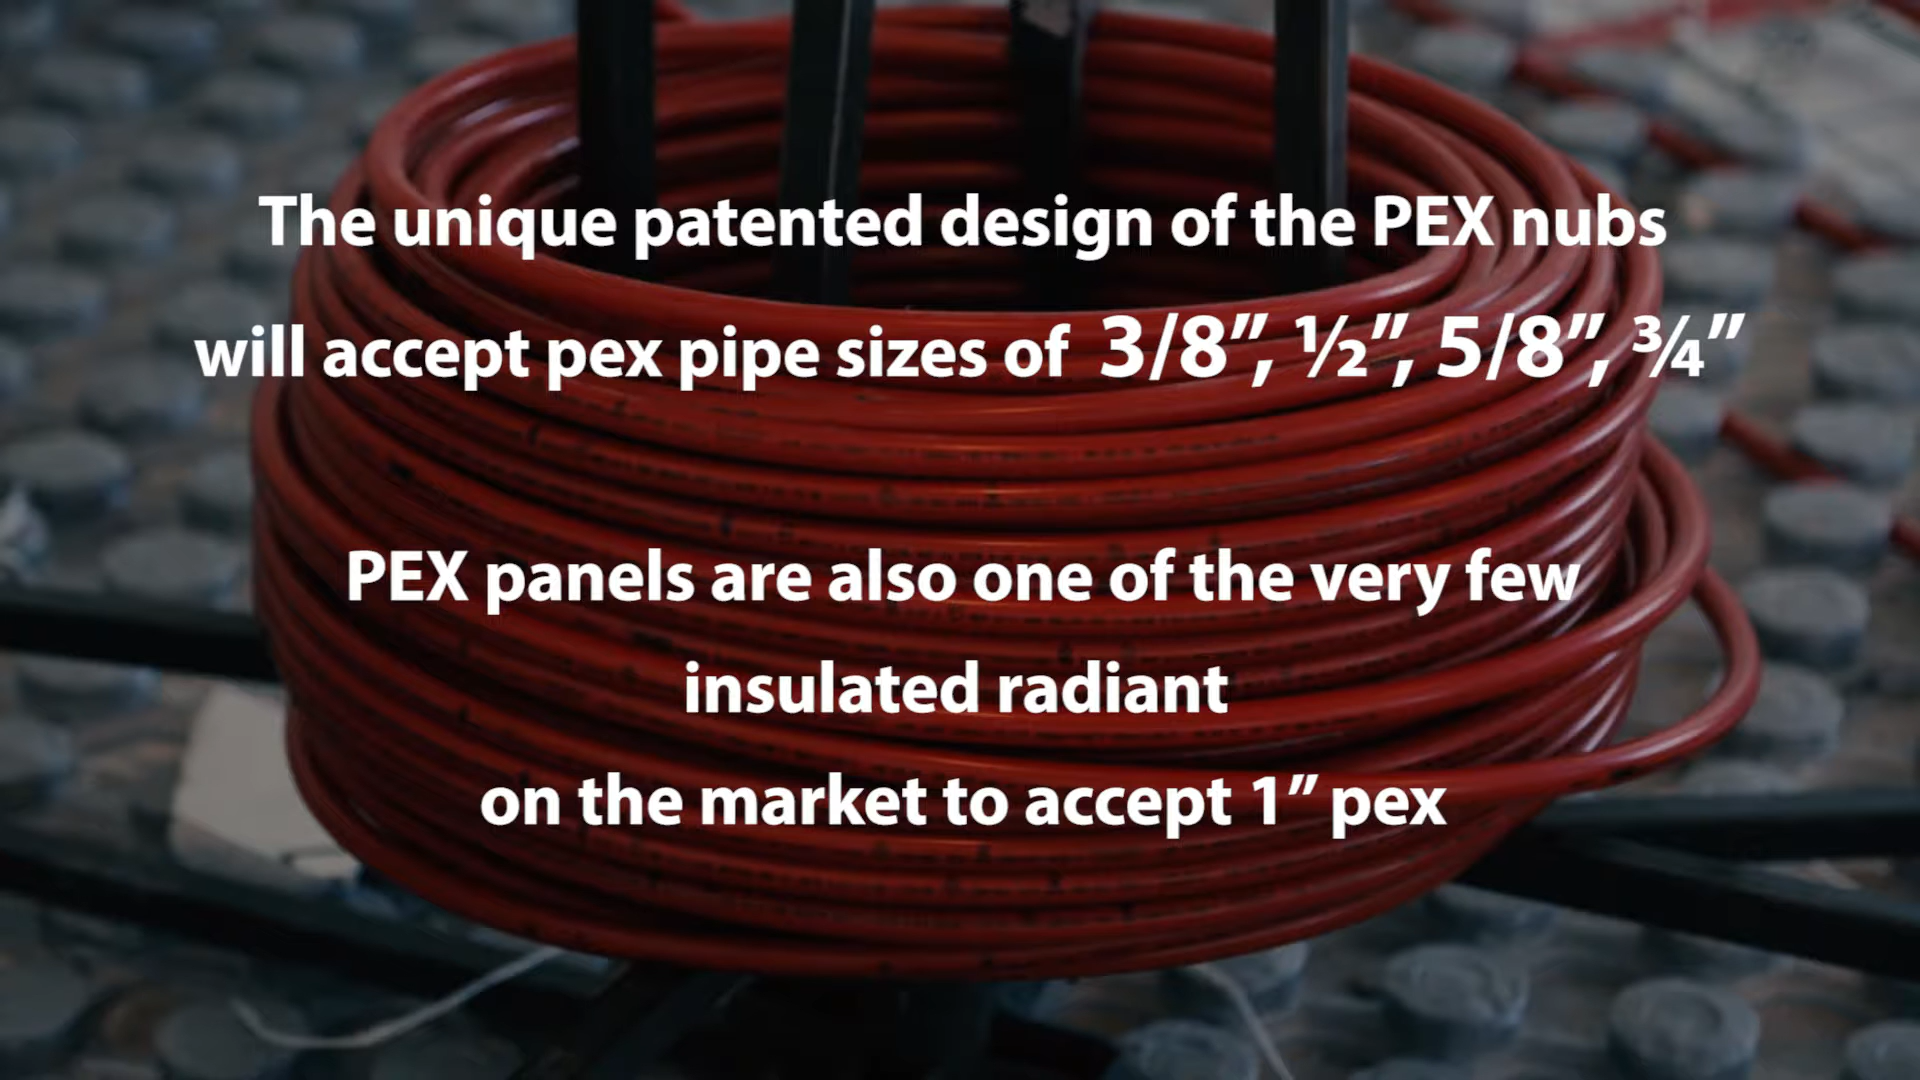 The unique patented design of the PEX nubs
will accept pex pipe sizes of 3/8”, ½”, 5/8”, ¾”
PEX panels are also one of the very few
insulated radiant
on the market to accept 1” pex